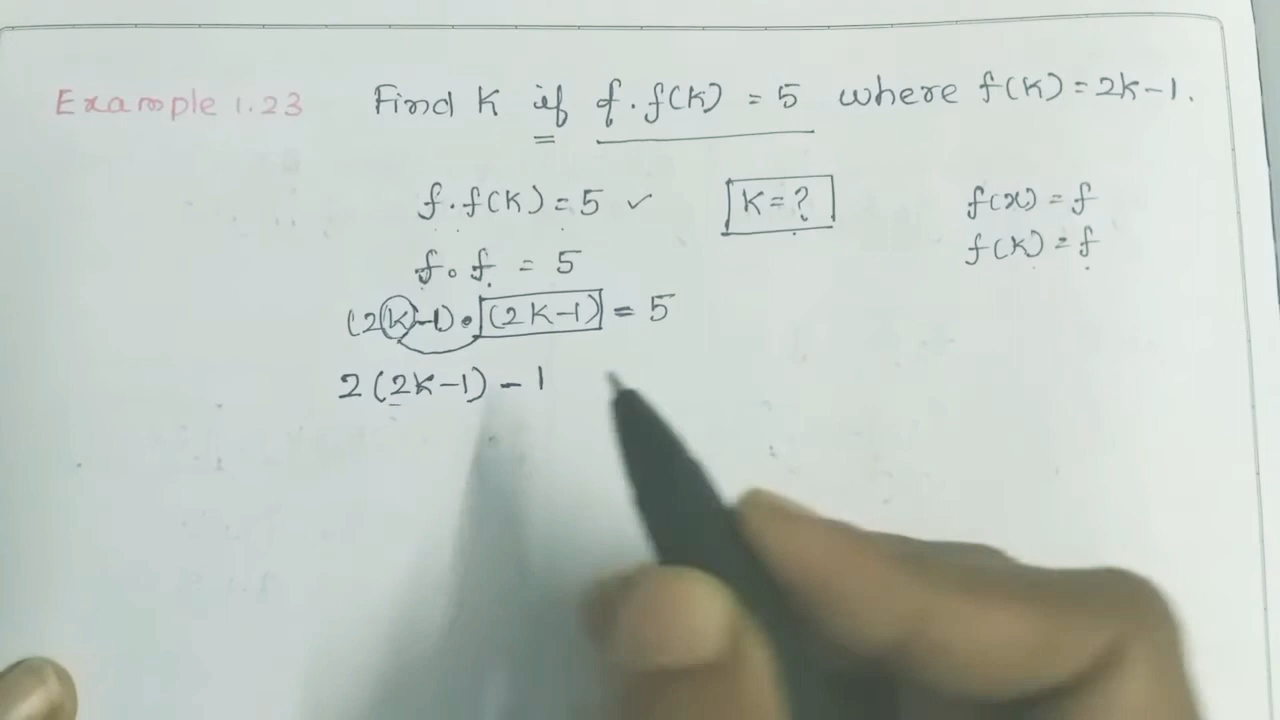 Example 1.23 Find K if f.f(K) = 5 where f(K) = 2k-1.
f.f(K) = 5 ✓ K = ? f(x) = f
f∘f = 5 f(K) = f
(2K-1)∘(2K-1) = 5
2(2K-1) - 1